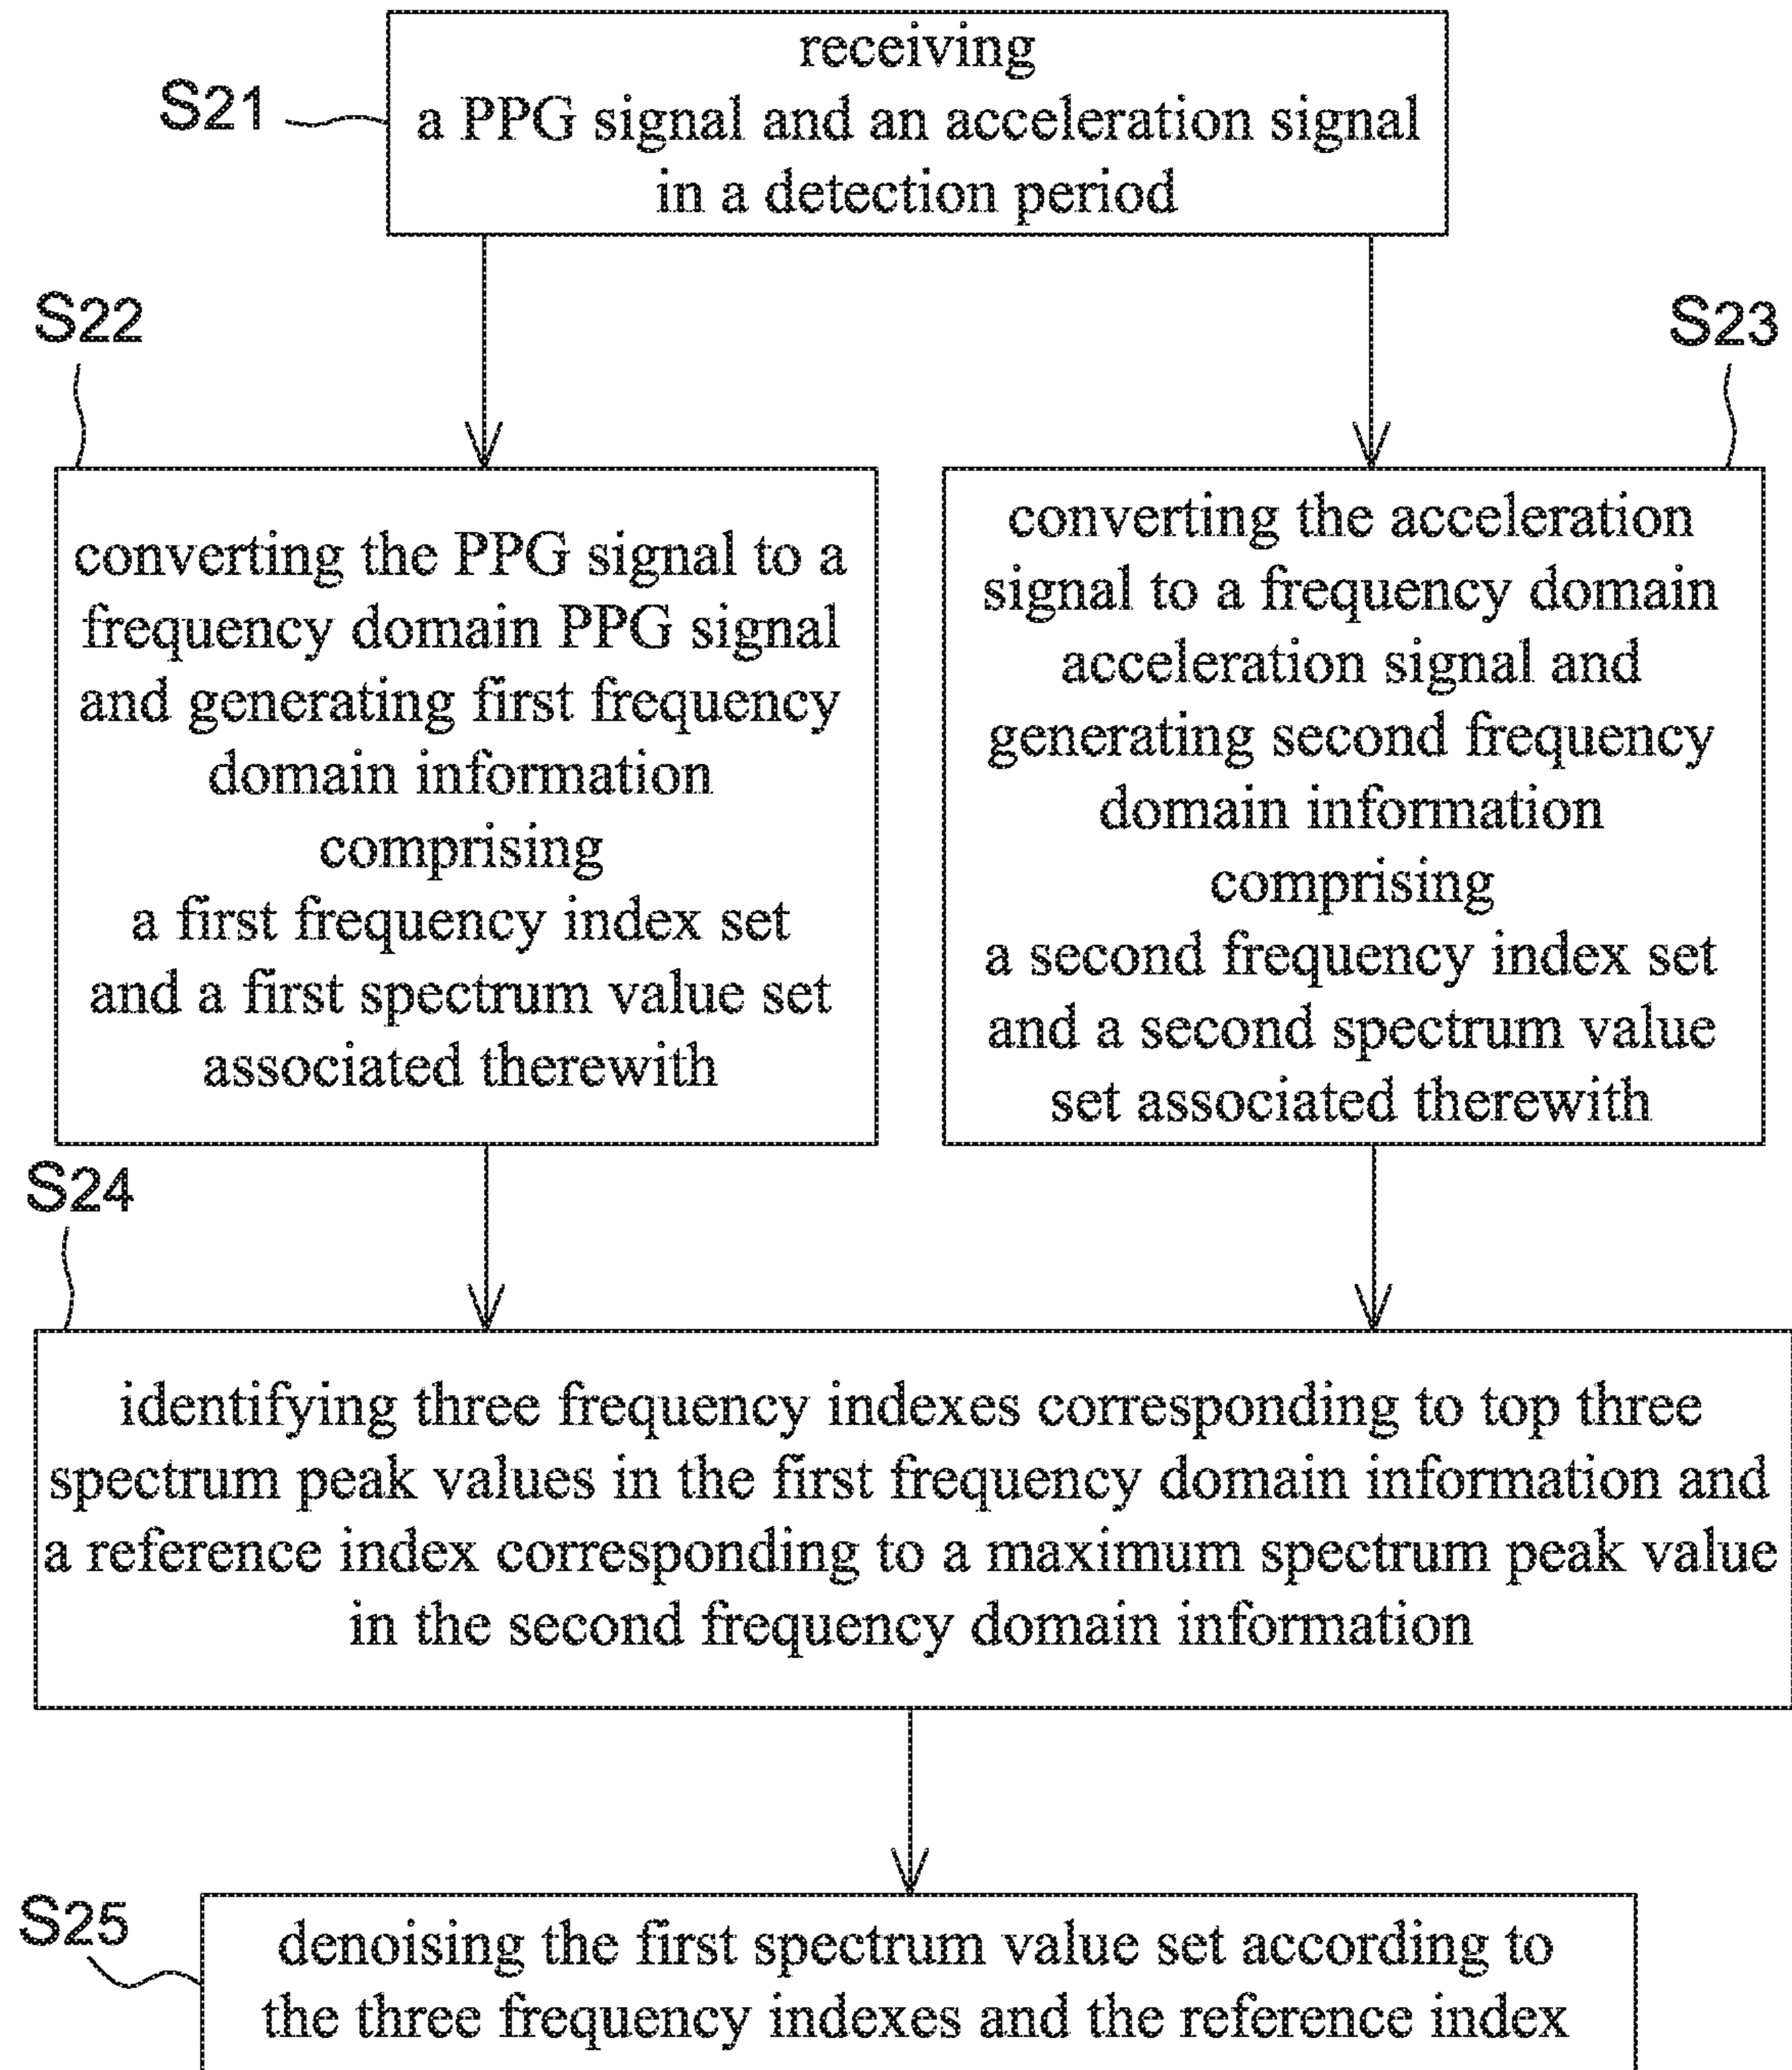 receiving
S21
a PPG signal and an acceleration signal
in a detection period
S22
S23
converting the PPG signal to a
frequency domain PPG signal
and generating first frequency
domain information
comprising
a first frequency index set
and a first spectrum value set
associated therewith
converting the acceleration
signal to a frequency domain
acceleration signal and
generating second frequency
domain information
comprising
a second frequency index set
and a second spectrum value
set associated therewith
S24
identifying three frequency indexes corresponding to top three
spectrum peak values in the first frequency domain information and
a reference index corresponding to a maximum spectrum peak value
in the second frequency domain information
S25
denoising the first spectrum value set according to
the three frequency indexes and the reference index